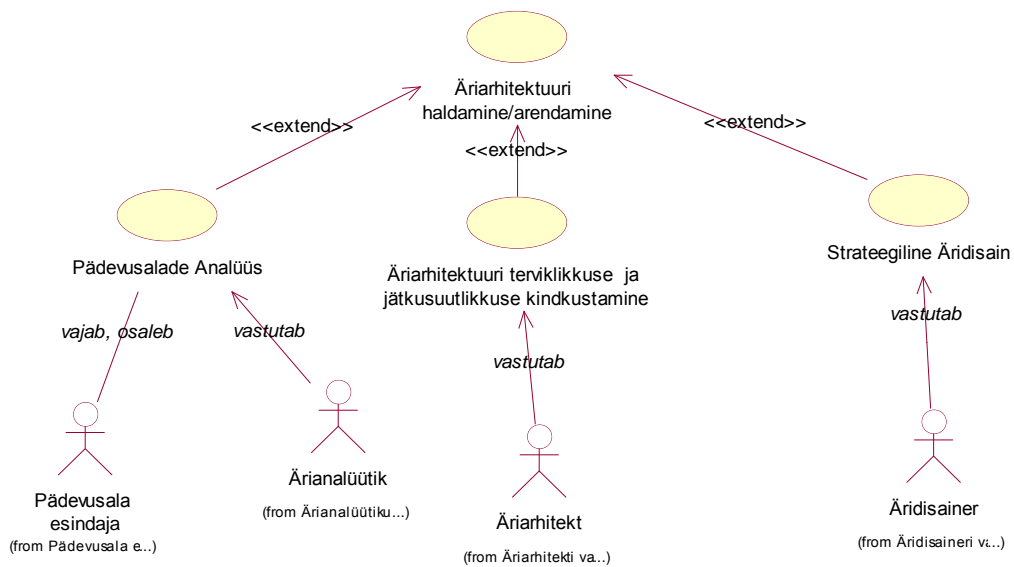 Äriarhitektuuri
haldamine/arendamine
<<extend>>
<<extend>>
<<extend>>
Pädevusalade Analüüs
Äriarhitektuuri terviklikkuse ja
jätkusuutlikkuse kindkustamine
Strateegiline Äridisain
vajab, osaleb
vastutab
vastutab
vastutab
Pädevusala
esindaja
(from Pädevusala e...)
Ärianalüütik
(from Ärianalüütiku...)
Äriarhitekt
(from Äriarhitekti va...)
Äridisainer
(from Äridisaineri va...)